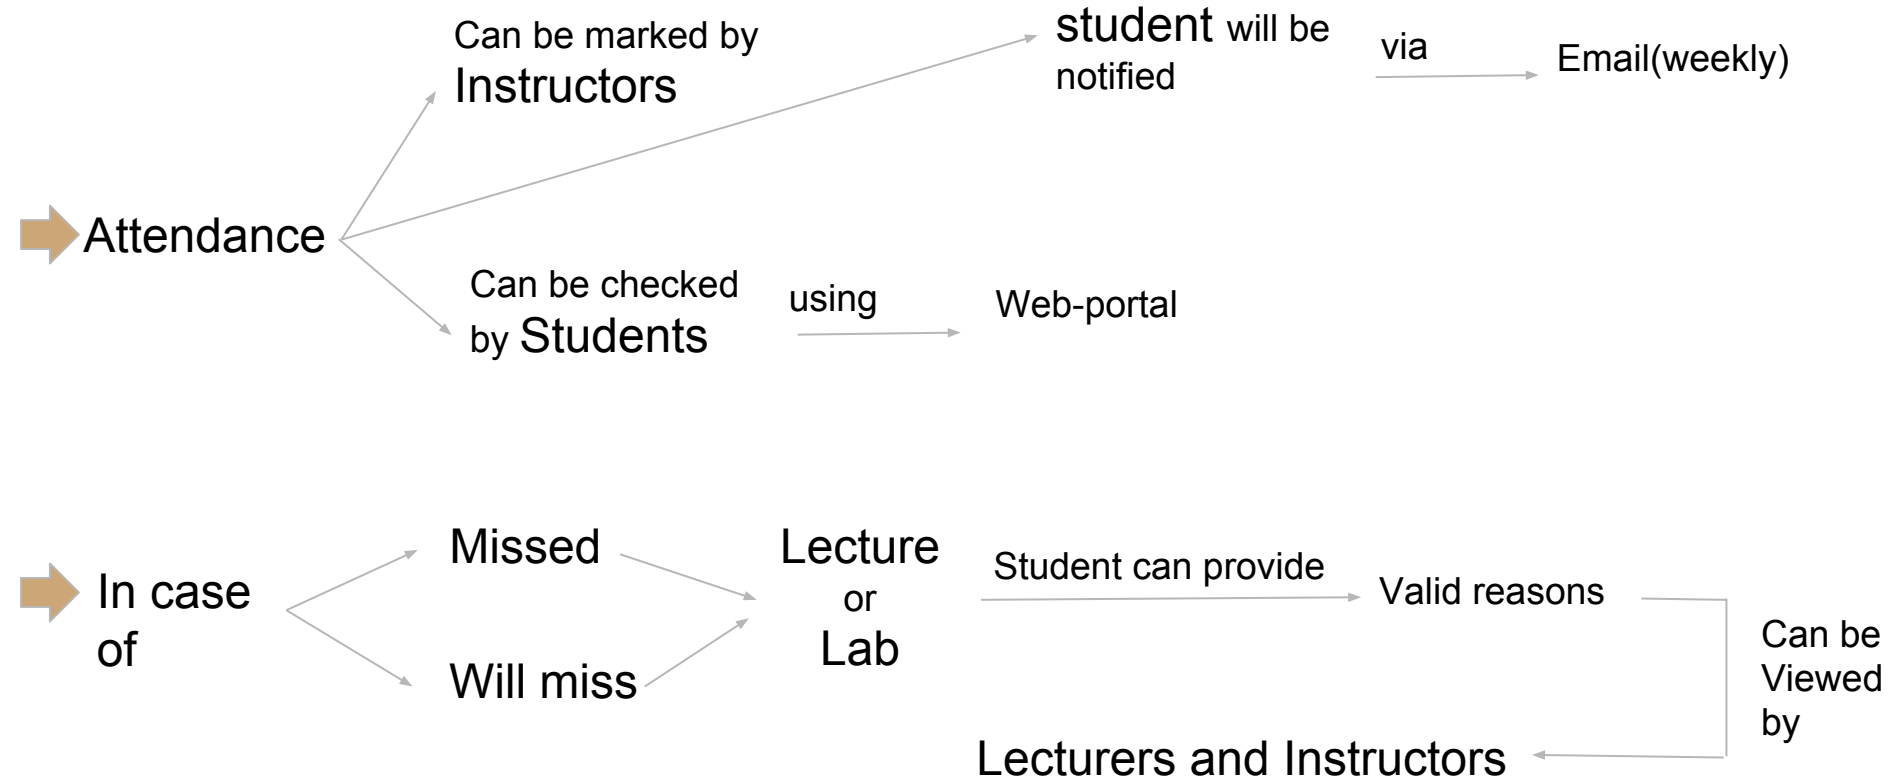 Can be marked by
Instructors
student will be
notified
via
Email(weekly)
Attendance
Can be checked
by Students
using
Web-portal
In case
of
Missed
Will miss
Lecture
or
Lab
Student can provide
Valid reasons
Can be
Viewed
by
Lecturers and Instructors